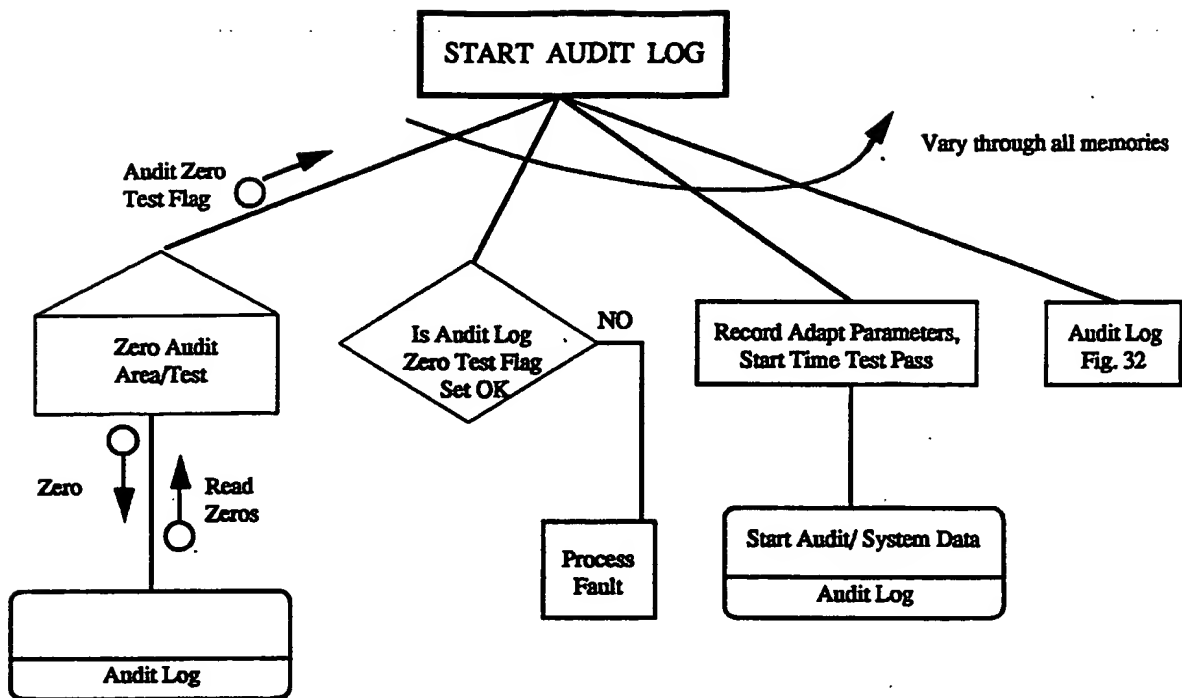 START AUDIT LOG
Vary through all memories
Audit Zero
Test Flag
Zero Audit
Area/Test
Is Audit Log
Zero Test Flag
Set OK
NO
Record Adapt Parameters,
Start Time Test Pass
Audit Log
Fig. 32
Zero
Read
Zeros
Process
Fault
Start Audit/ System Data
Audit Log
Audit Log